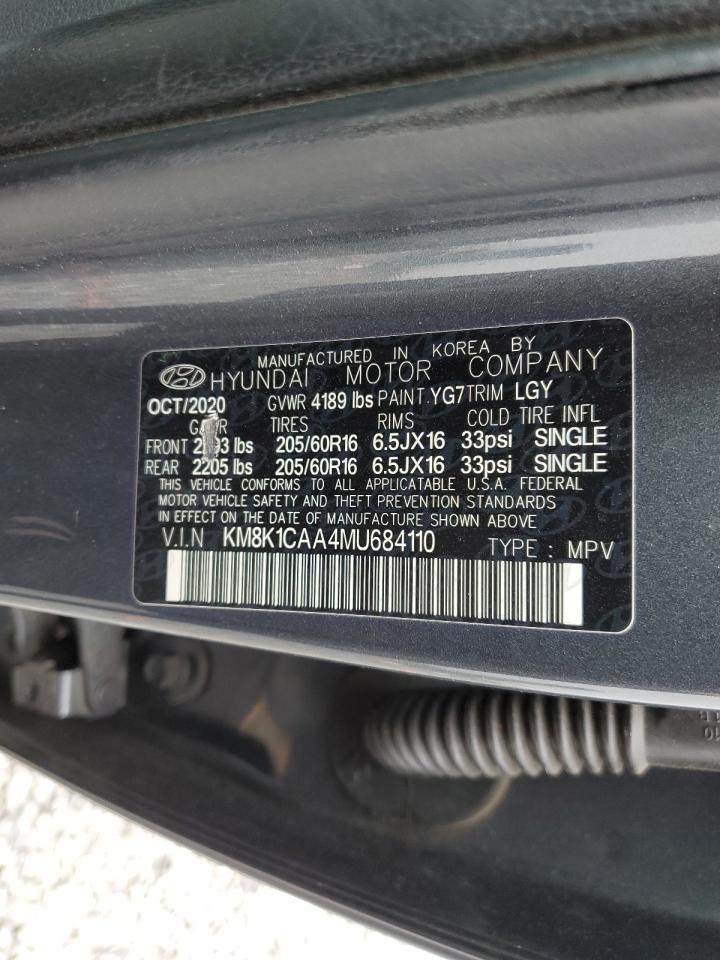 MANUFACTURED IN KOREA BY
HYUNDAI MOTOR COMPANY
OCT/2020 GVWR 4189 lbs PAINT.YG7 TRIM LGY
TIRES RIMS COLD TIRE INFL
FRONT lbs 205/60R16 6.5JX16 33psi SINGLE
REAR 2205 lbs 205/60R16 6.5JX16 33psi SINGLE
THIS VEHICLE CONFORMS TO ALL APPLICATABLE U.S.A. FEDERAL
MOTOR VEHICLE SAFETY AND THEFT PREVENTION STANDARDS
IN EFFECT ON THE DATE OF MANUFACTURE SHOWN ABOVE
V.I.N KM8K1CAA4MU684110 TYPE : MPV